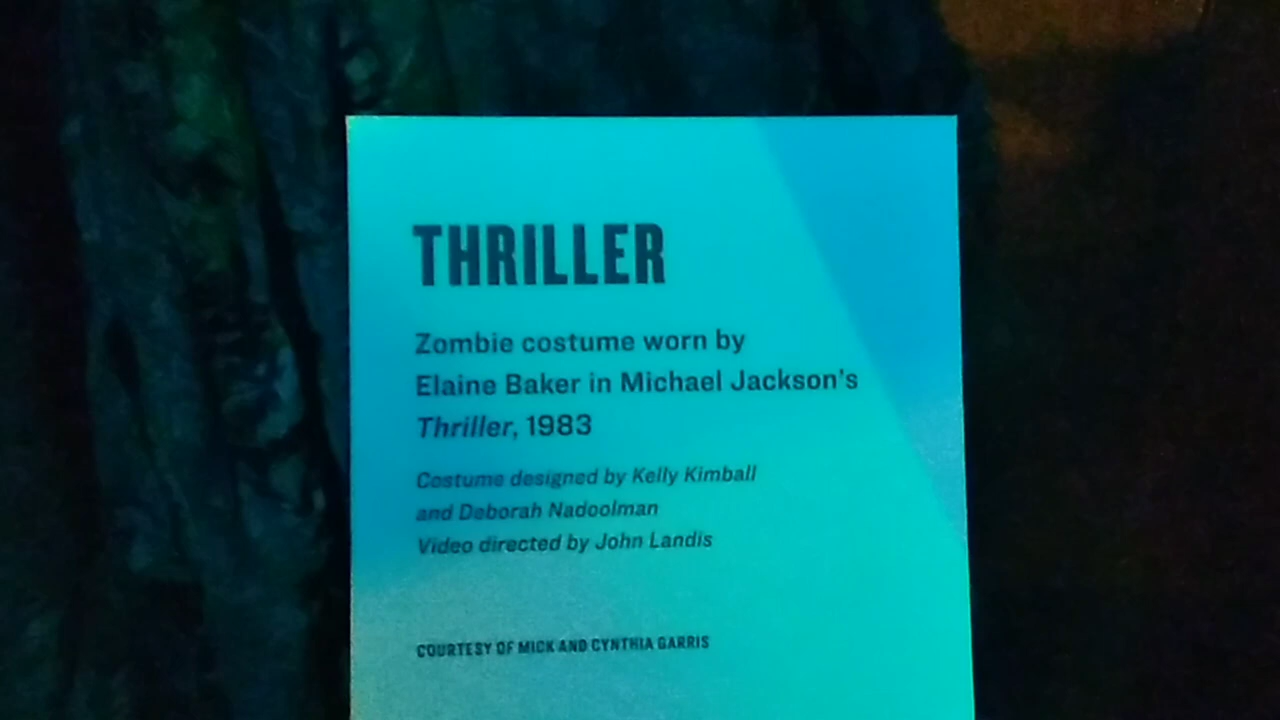 THRILLER
Zombie costume worn by
Elaine Baker in Michael Jackson's
Thriller, 1983
Costume designed by Kelly Kimball
and Deborah Nadoolman
Video directed by John Landis
COURTESY OF MICK AND CYNTHIA GARRIS